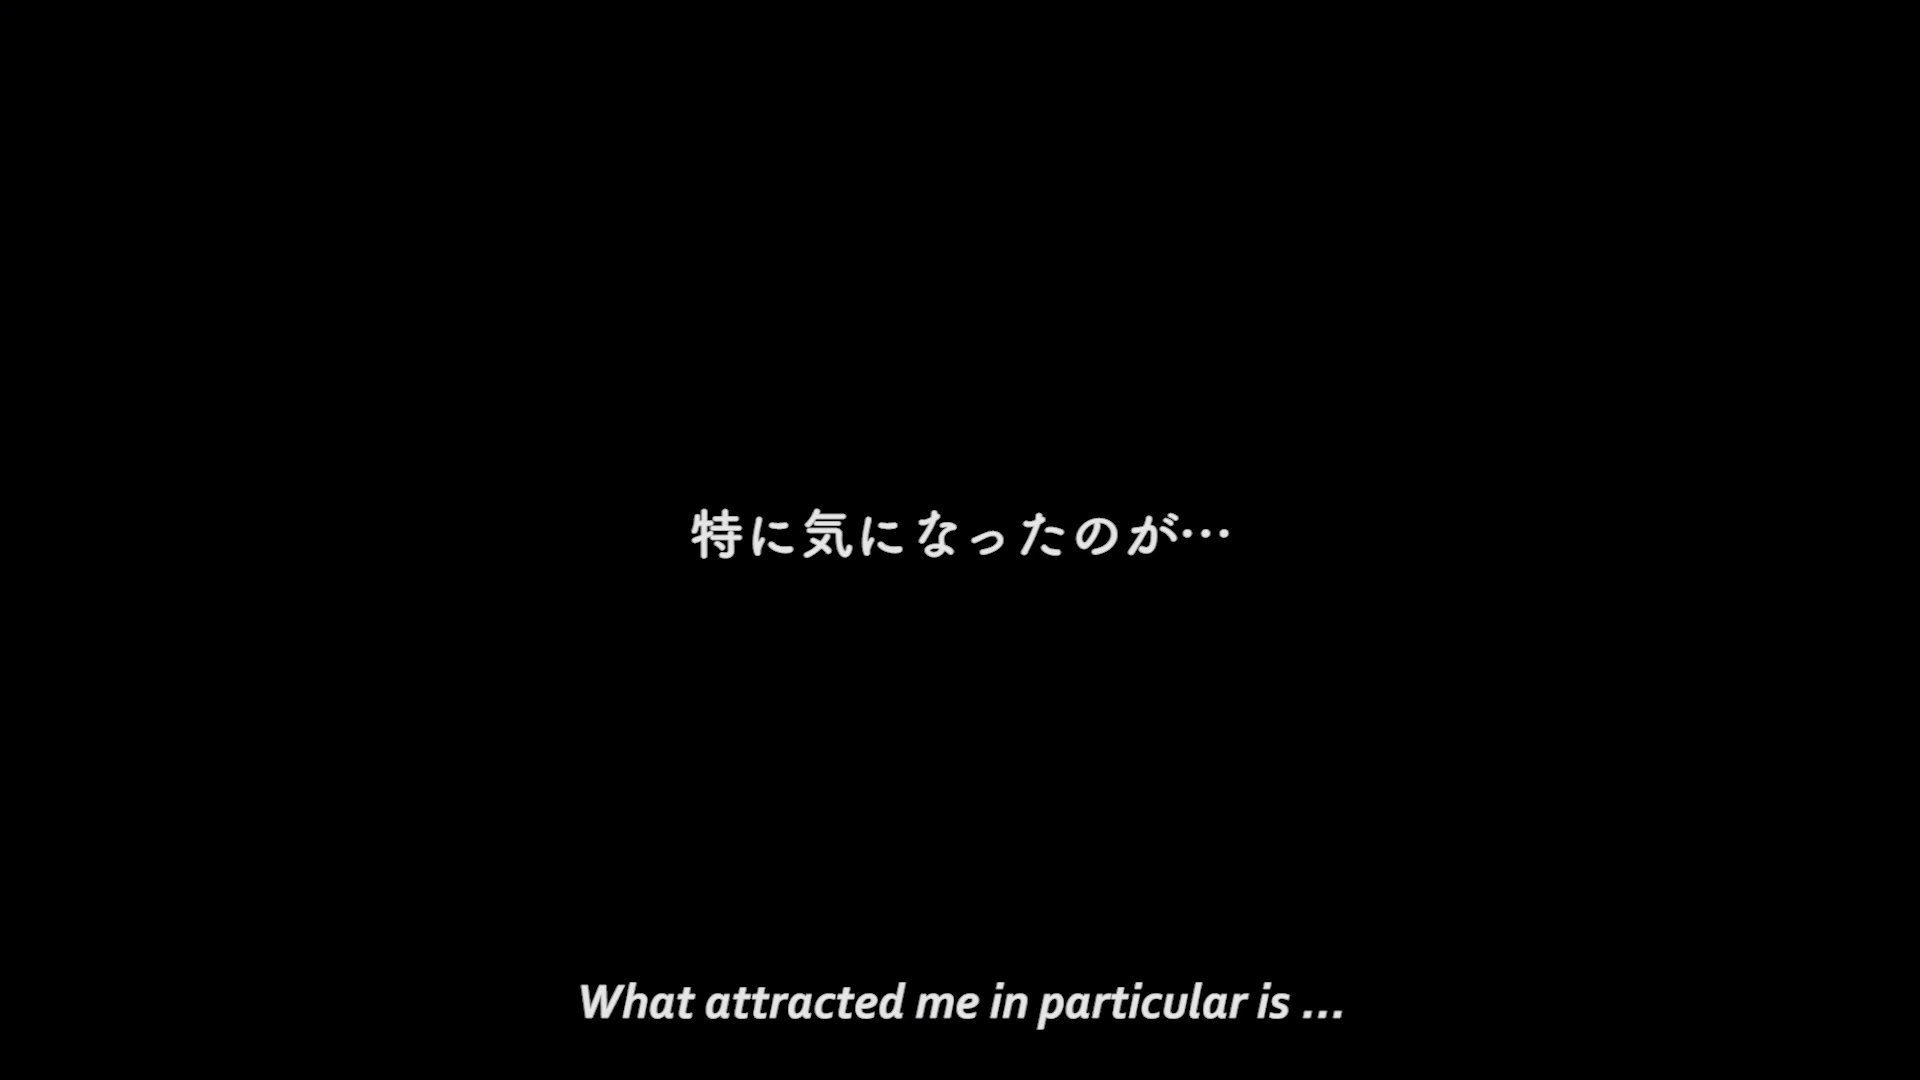 特に気になったのが…
What attracted me in particular is ...